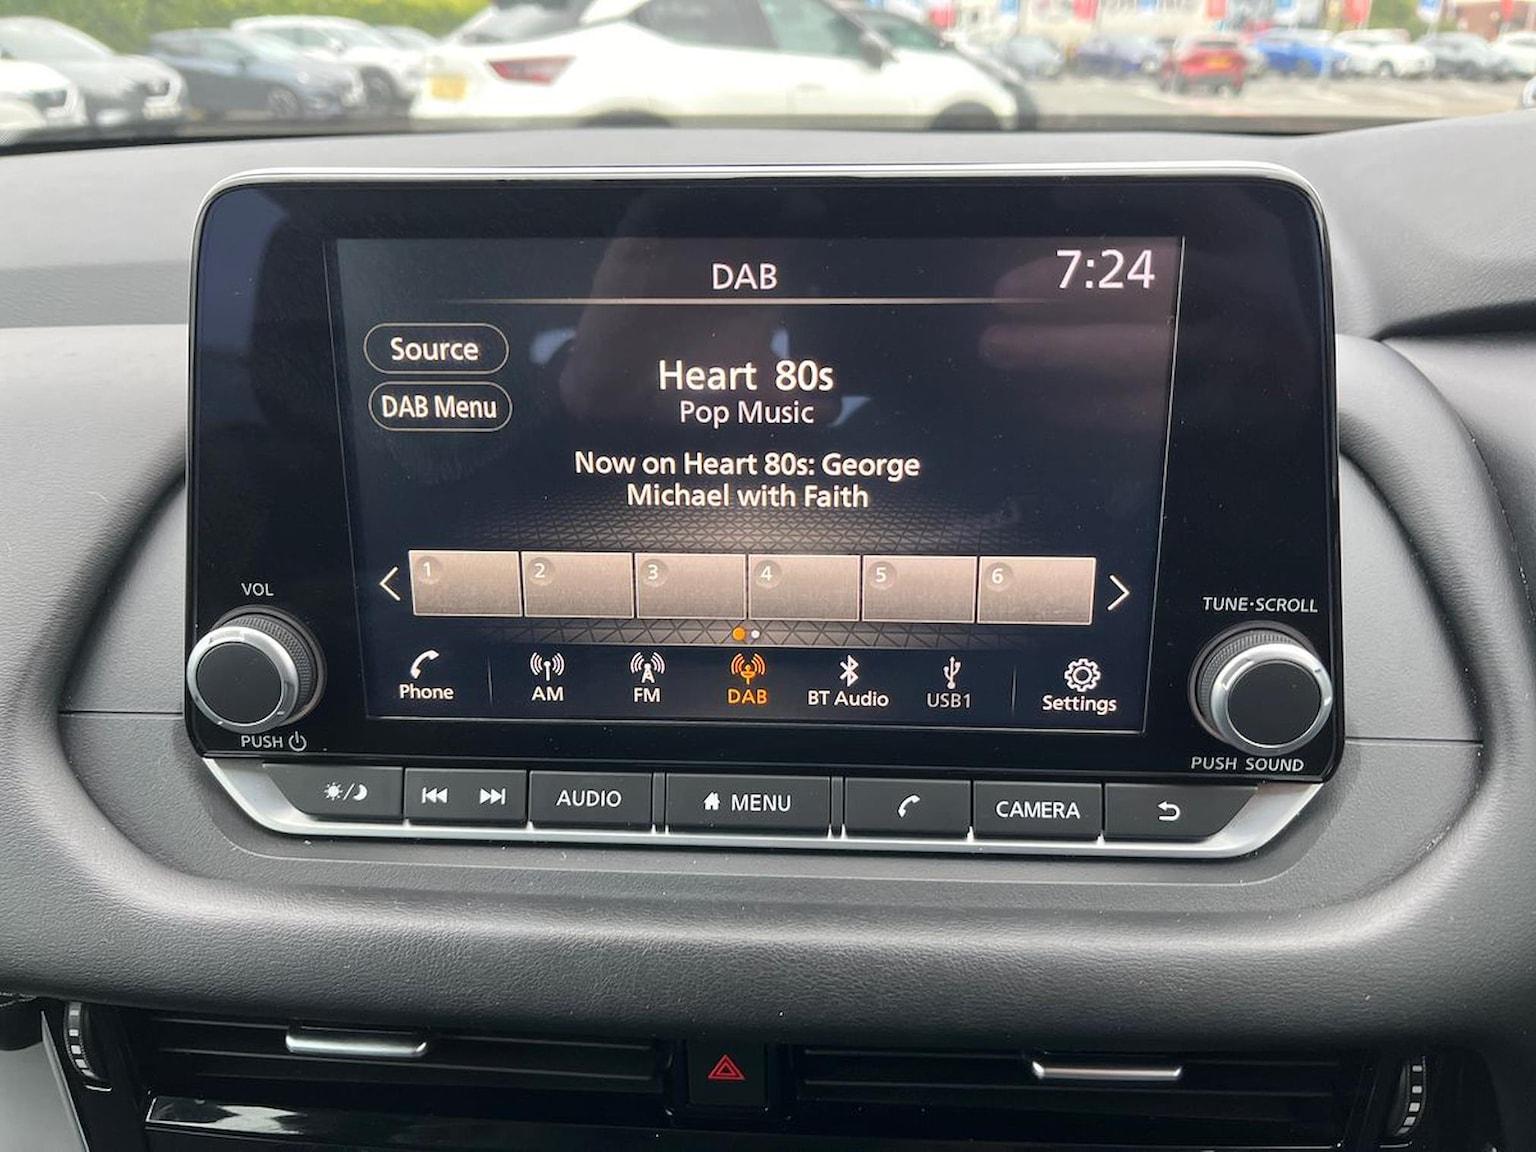 DAB
7:24
Source
DAB Menu
Heart 80s
Pop Music
Now on Heart 80s: George
Michael with Faith
1 2 3 4 5 6
Phone AM FM DAB BT Audio USB1 Settings
VOL
PUSH
TUNE·SCROLL
PUSH SOUND
AUDIO MENU CAMERA